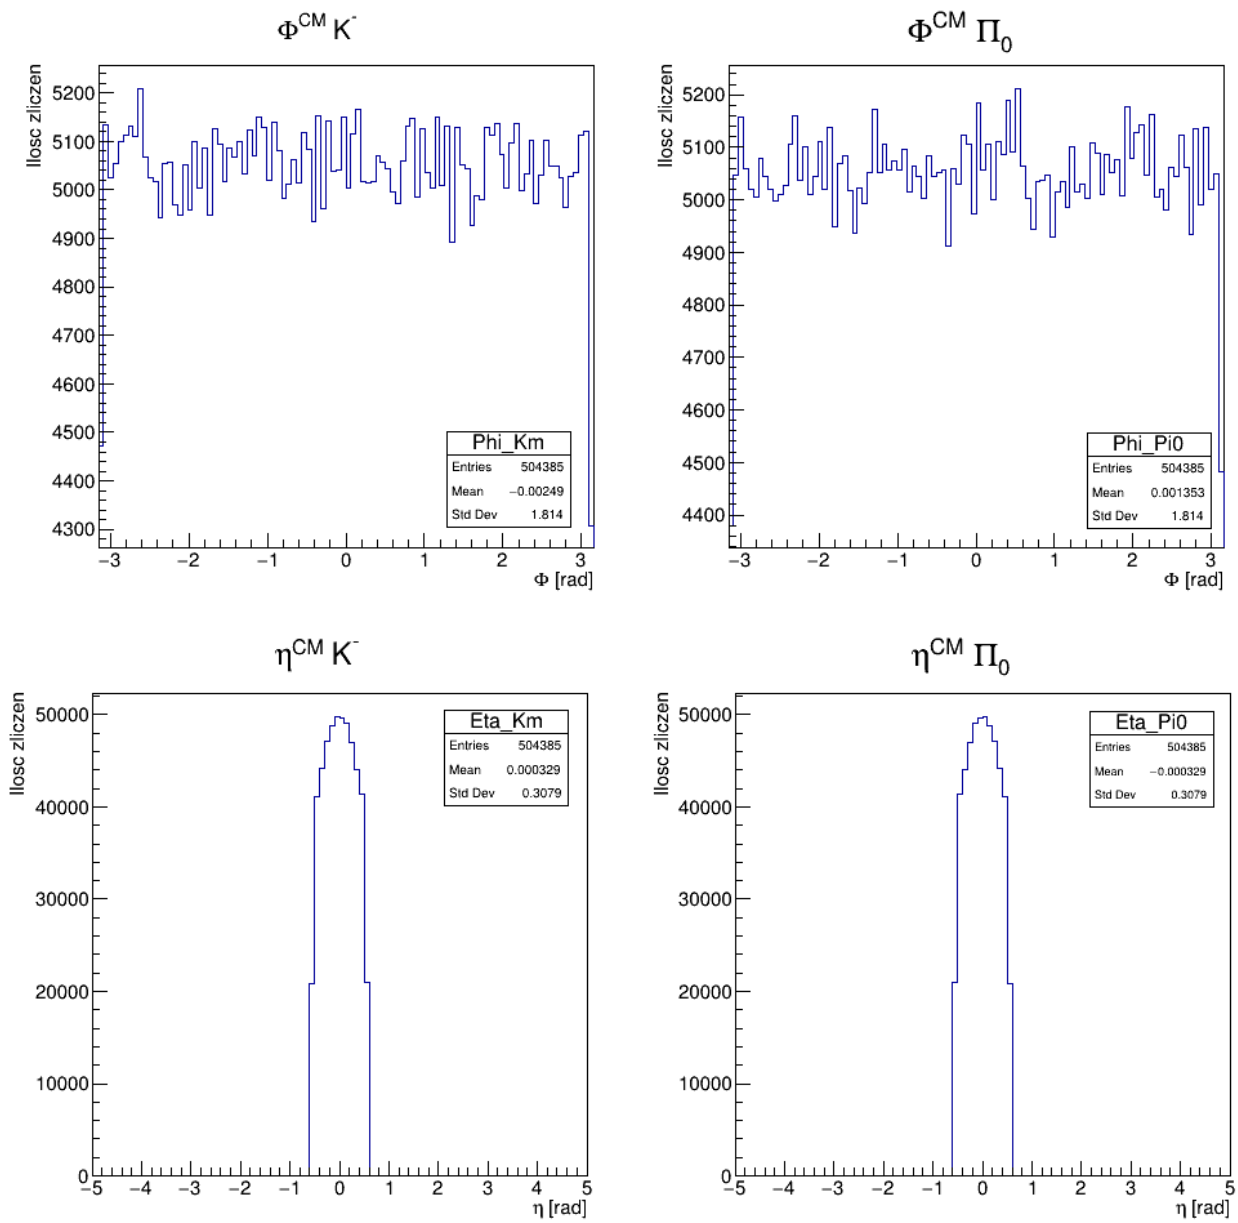 Φ^CM K^-
Ilosc zliczen
5200
5100
5000
4900
4800
4700
4600
4500
4400
4300
Phi_Km
Entries 504385
Mean −0.00249
Std Dev 1.814
−3 −2 −1 0 1 2 3
Φ [rad]
Φ^CM Π_0
Ilosc zliczen
5200
5100
5000
4900
4800
4700
4600
4500
4400
Phi_Pi0
Entries 504385
Mean 0.001353
Std Dev 1.814
−3 −2 −1 0 1 2 3
Φ [rad]
η^CM K^-
Ilosc zliczen
50000
40000
30000
20000
10000
0
Eta_Km
Entries 504385
Mean 0.000329
Std Dev 0.3079
−5 −4 −3 −2 −1 0 1 2 3 4 5
η [rad]
η^CM Π_0
Ilosc zliczen
50000
40000
30000
20000
10000
0
Eta_Pi0
Entries 504385
Mean −0.000329
Std Dev 0.3079
−5 −4 −3 −2 −1 0 1 2 3 4 5
η [rad]